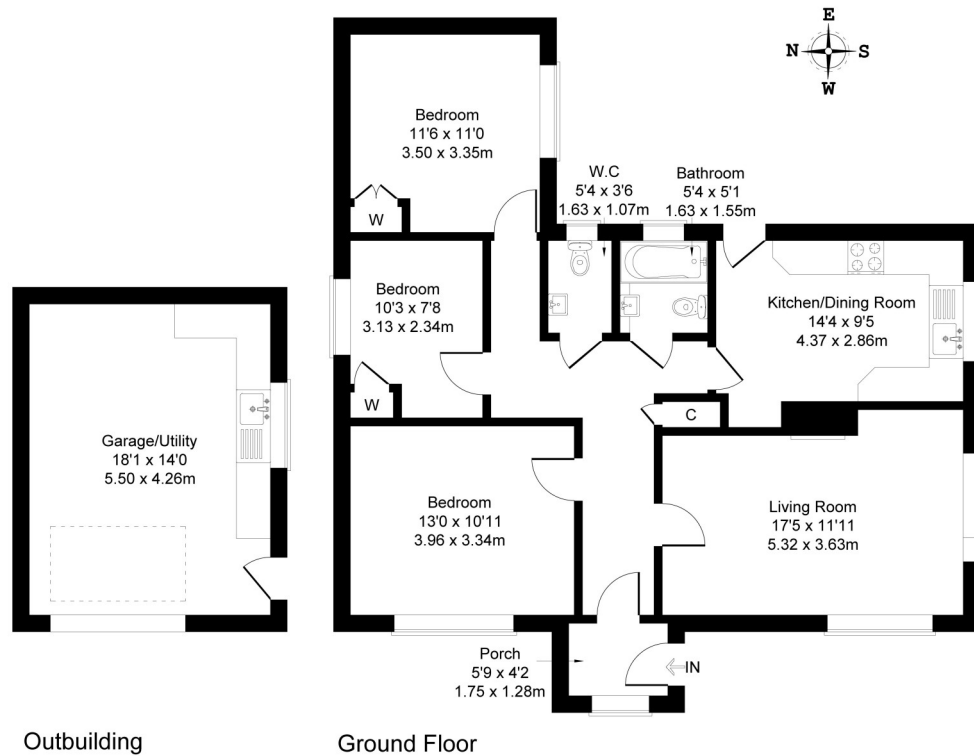 E
N S
W
Bedroom
11'6 x 11'0
3.50 x 3.35m
W
W.C
5'4 x 3'6
1.63 x 1.07m
Bathroom
5'4 x 5'1
1.63 x 1.55m
Bedroom
10'3 x 7'8
3.13 x 2.34m
W
Kitchen/Dining Room
14'4 x 9'5
4.37 x 2.86m
C
Garage/Utility
18'1 x 14'0
5.50 x 4.26m
Bedroom
13'0 x 10'11
3.96 x 3.34m
Living Room
17'5 x 11'11
5.32 x 3.63m
Porch
5'9 x 4'2
1.75 x 1.28m
IN
Outbuilding
Ground Floor